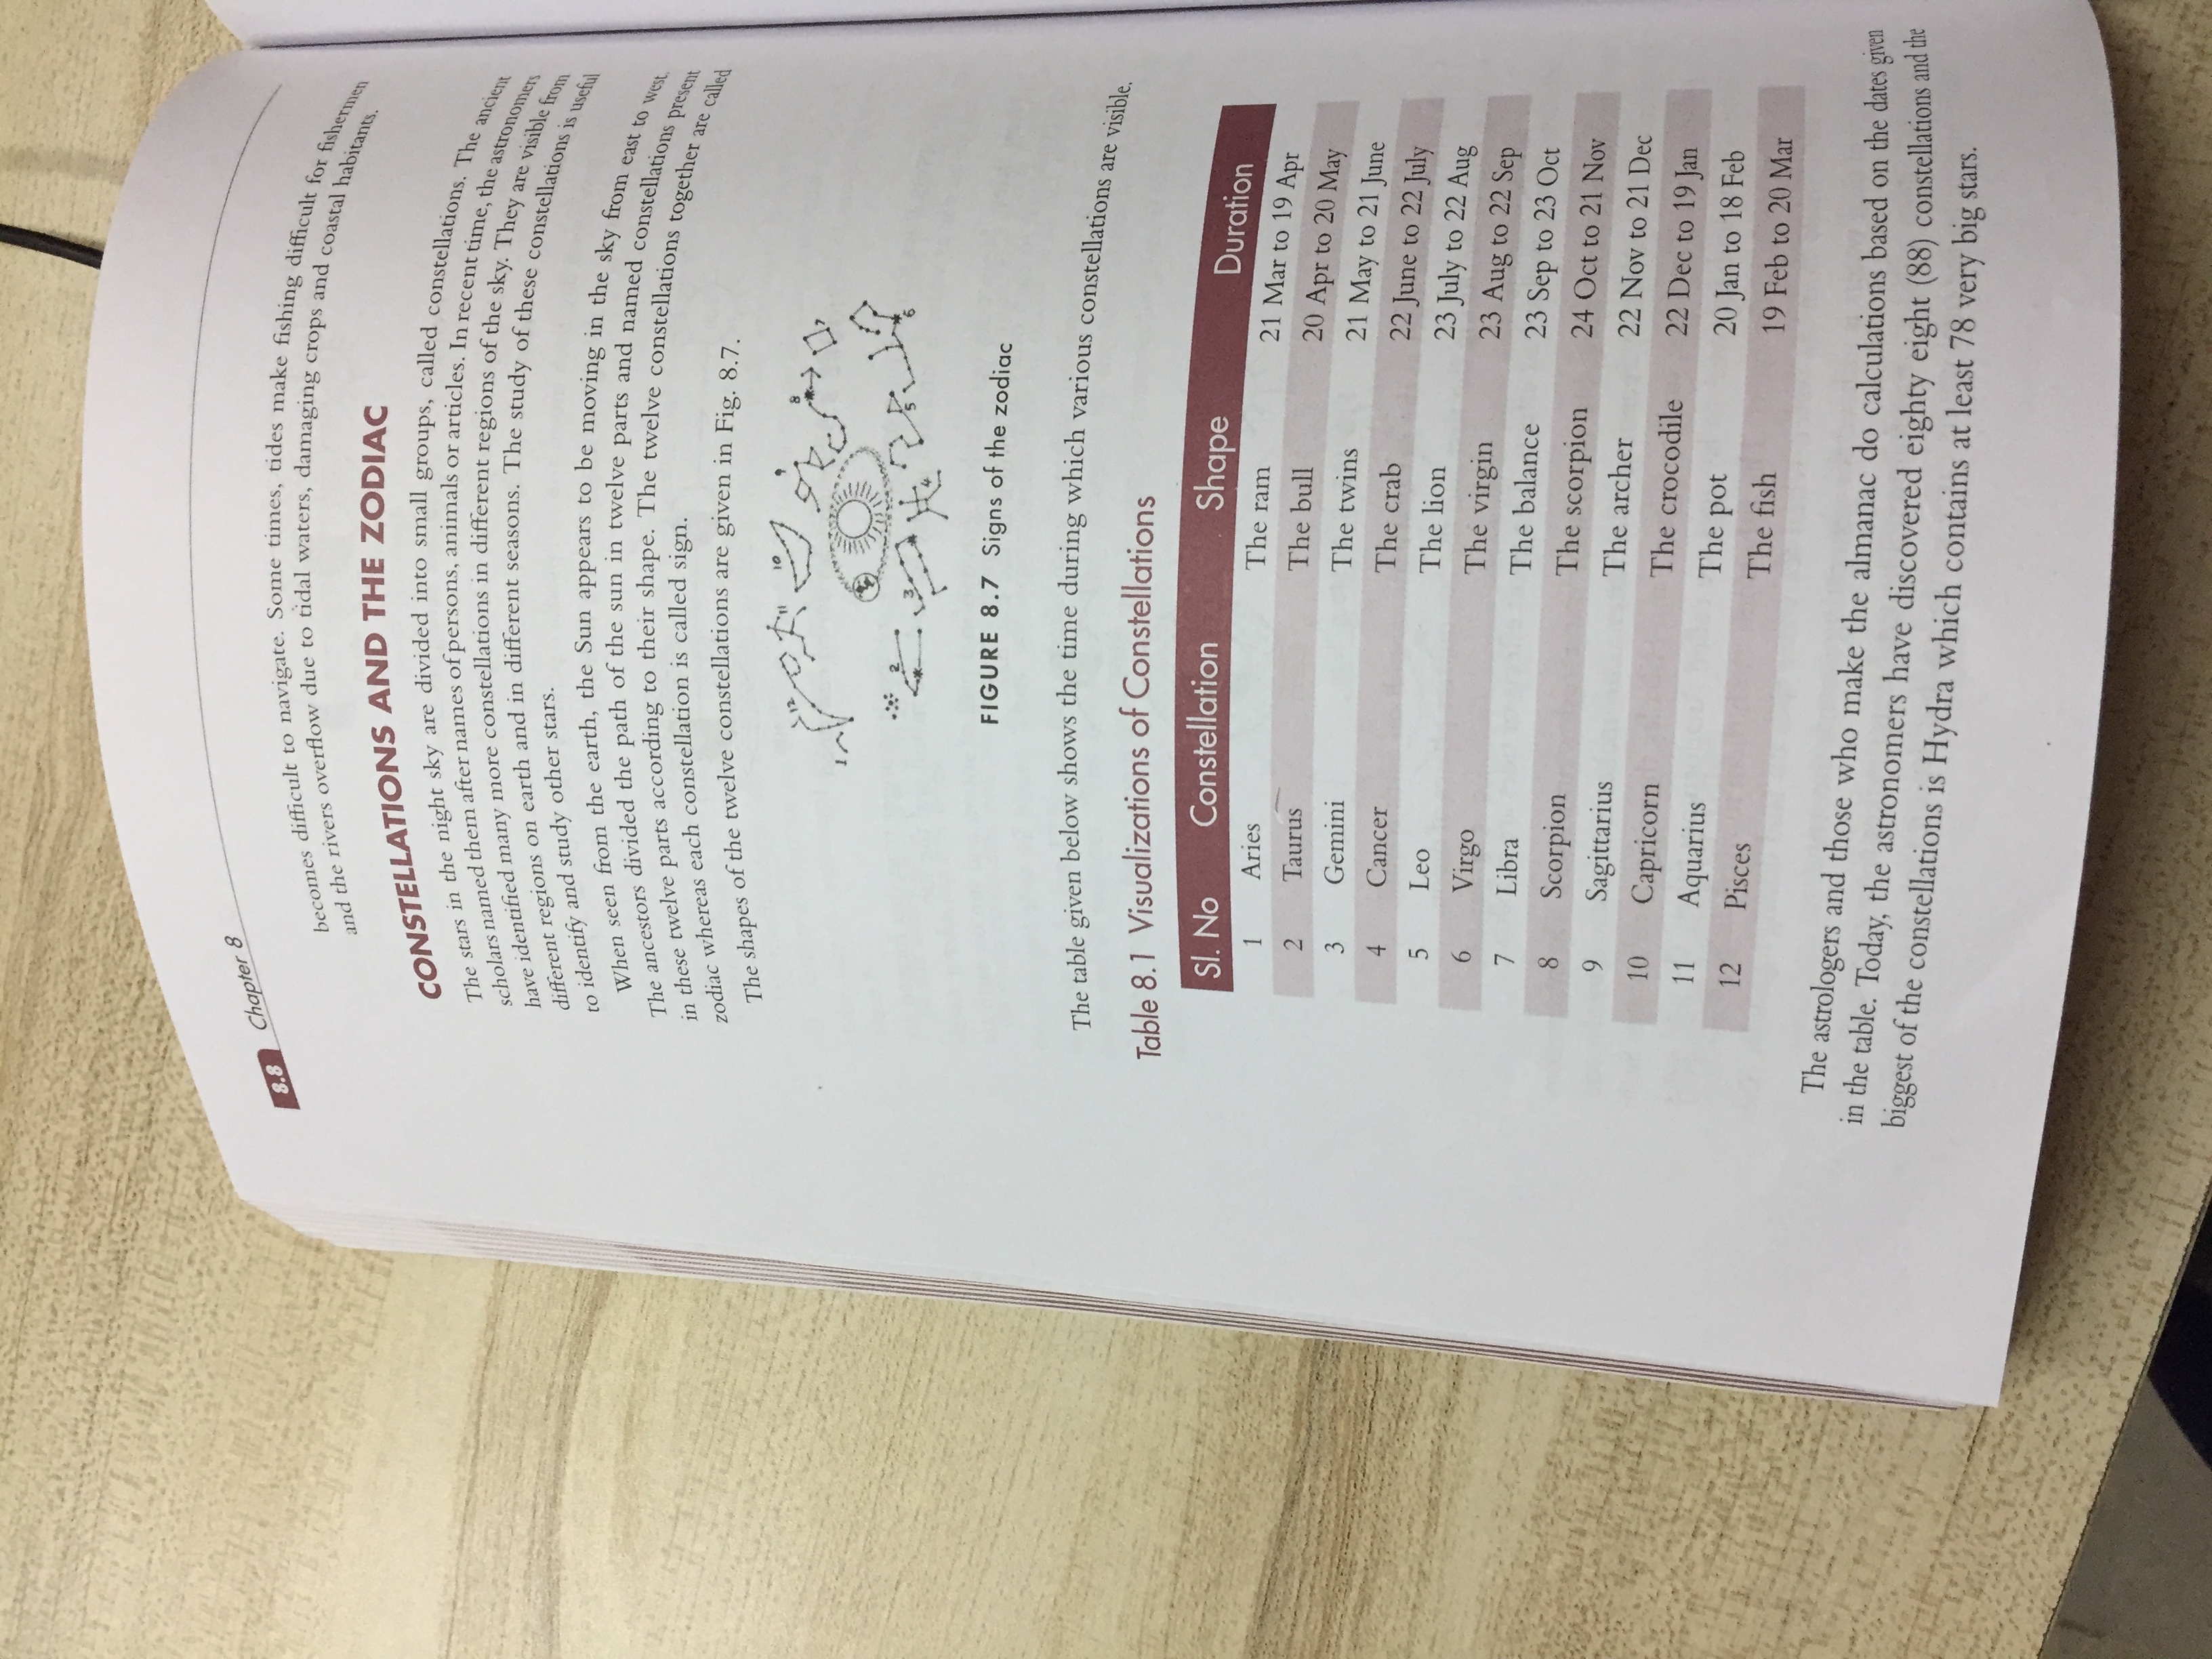 8.8 Chapter 8
becomes difficult to navigate. Some times, tides make fishing difficult for fishermen
and the rivers overflow due to tidal waters, damaging crops and coastal habitants.
CONSTELLATIONS AND THE ZODIAC
The stars in the night sky are divided into small groups, called constellations. The ancient
scholars named them after names of persons, animals or articles. In recent time, the astronomers
have identified many more constellations in different regions of the sky. They are visible from
different regions on earth and in different seasons. The study of these constellations is useful
to identify and study other stars.
When seen from the earth, the Sun appears to be moving in the sky from east to west.
The ancestors divided the path of the sun in twelve parts and named constellations present
in these twelve parts according to their shape. The twelve constellations together are called
zodiac whereas each constellation is called sign.
The shapes of the twelve constellations are given in Fig. 8.7.
1 12 11 10 9 8 7
2 3 4 5 6
FIGURE 8.7 Signs of the zodiac
The table given below shows the time during which various constellations are visible.
Table 8.1 Visualizations of Constellations
Sl. No Constellation Shape Duration
1 Aries The ram 21 Mar to 19 Apr
2 Taurus The bull 20 Apr to 20 May
3 Gemini The twins 21 May to 21 June
4 Cancer The crab 22 June to 22 July
5 Leo The lion 23 July to 22 Aug
6 Virgo The virgin 23 Aug to 22 Sep
7 Libra The balance 23 Sep to 23 Oct
8 Scorpion The scorpion 24 Oct to 21 Nov
9 Sagittarius The archer 22 Nov to 21 Dec
10 Capricorn The crocodile 22 Dec to 19 Jan
11 Aquarius The pot 20 Jan to 18 Feb
12 Pisces The fish 19 Feb to 20 Mar
The astrologers and those who make the almanac do calculations based on the dates given
in the table. Today, the astronomers have discovered eighty eight (88) constellations and the
biggest of the constellations is Hydra which contains at least 78 very big stars.